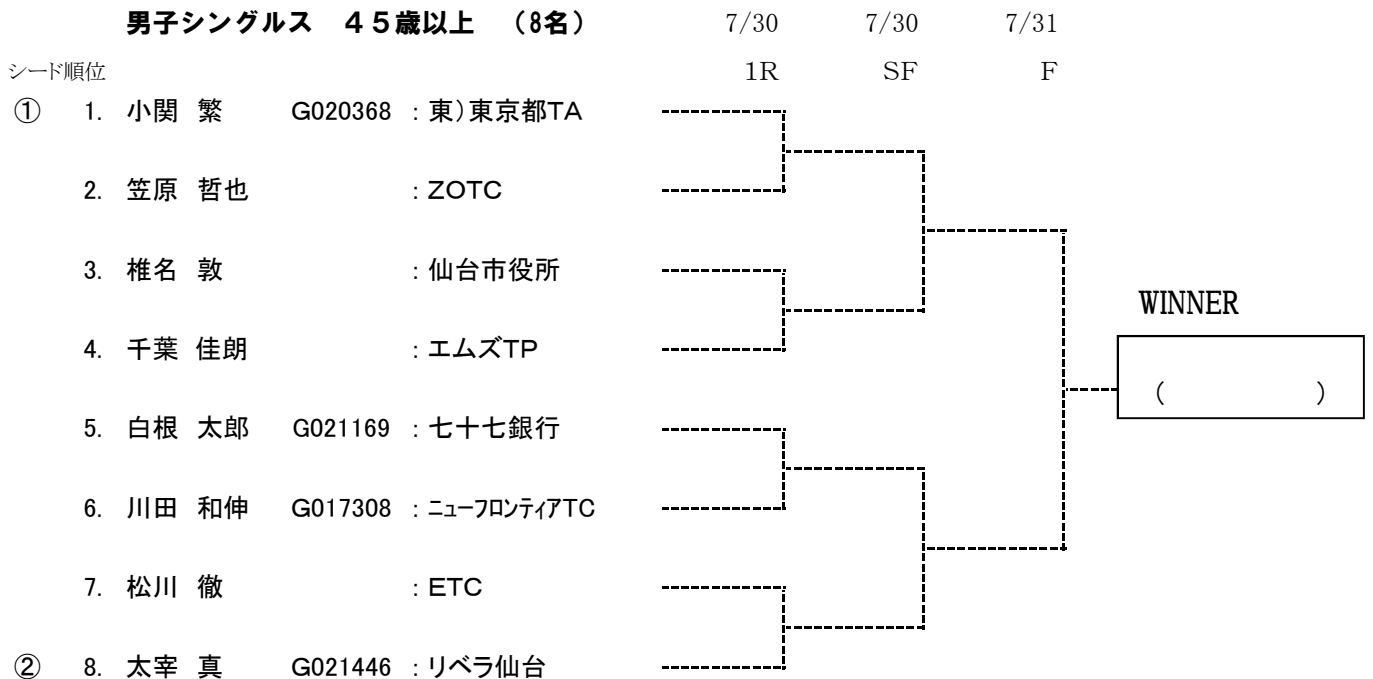 男子シングルス　４５歳以上　（8名）　7/30　7/30　7/31
シード順位　1R　SF　F
①　1.　小関　繁　G020368　：東）東京都TA
2.　笠原　哲也　：ZOTC
3.　椎名　敦　：仙台市役所
WINNER
4.　千葉　佳朗　：エムズTP
（　　　　）
5.　白根　太郎　G021169　：七十七銀行
6.　川田　和伸　G017308　：ニューフロンティアTC
7.　松川　徹　：ETC
②　8.　太宰　真　G021446　：リベラ仙台